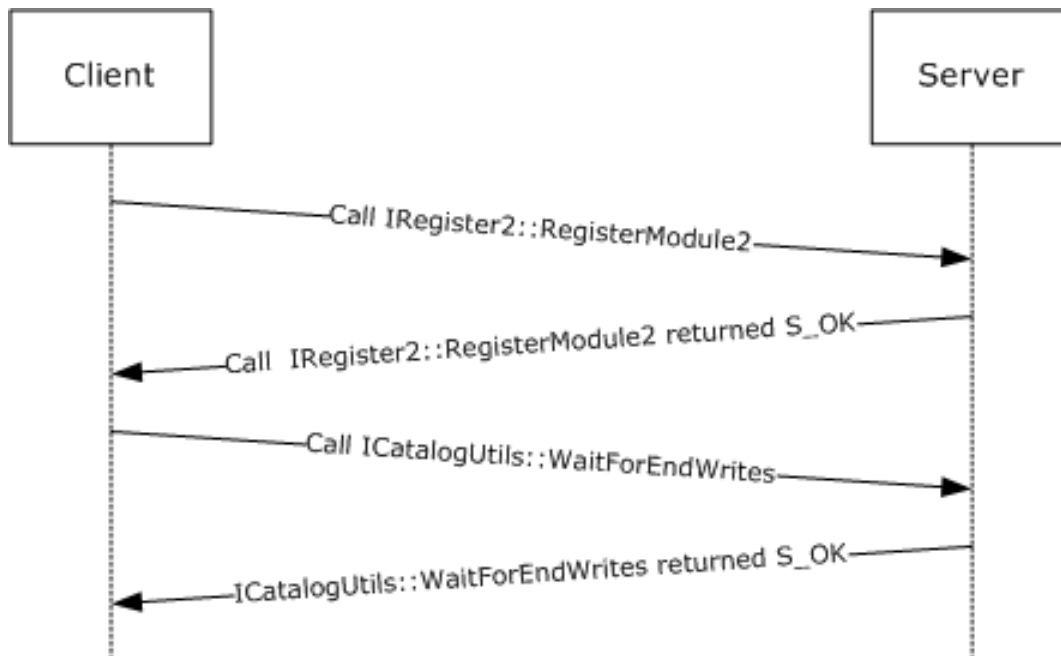 Client
Server
Call IRegister2::RegisterModule2
Call  IRegister2::RegisterModule2 returned S_OK
Call ICatalogUtils::WaitForEndWrites
ICatalogUtils::WaitForEndWrites returned S_OK